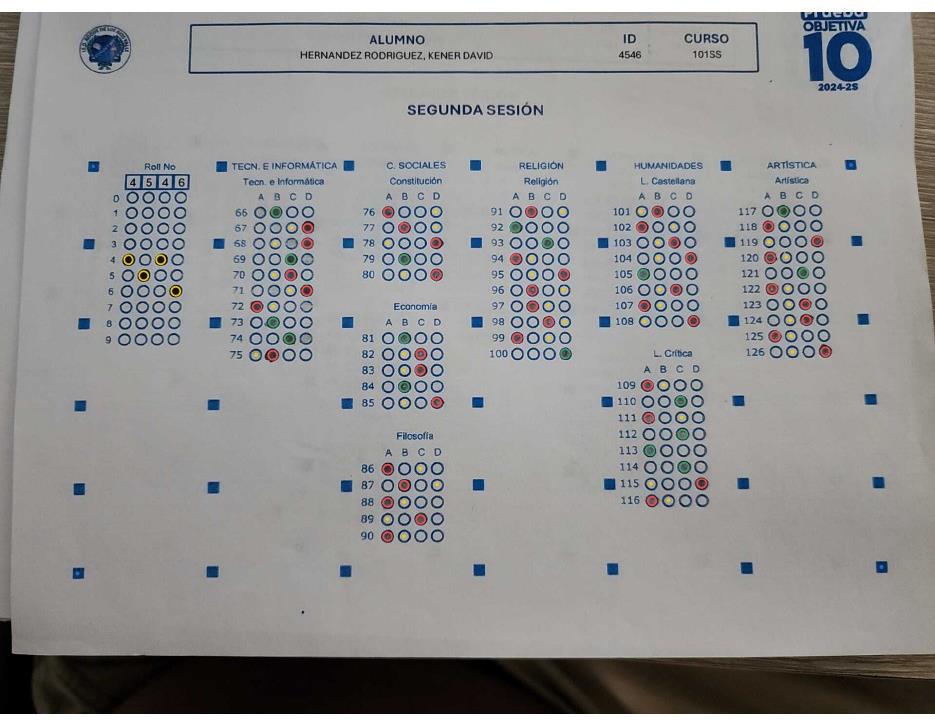 Prueba
OBJETIVA
10
2024-2S
ALUMNO ID CURSO
HERNANDEZ RODRIGUEZ, KENER DAVID 4546 101SS
SEGUNDA SESIÓN
Roll No
4 5 4 6
0
1
2
3
4
5
6
7
8
9
TECN. E INFORMÁTICA
Tecn. e Informática
A B C D
66
67
68
69
70
71
72
73
74
75
C. SOCIALES
Constitución
A B C D
76
77
78
79
80
Economía
A B C D
81
82
83
84
85
Filosofía
A B C D
86
87
88
89
90
RELIGIÓN
Religión
A B C D
91
92
93
94
95
96
97
98
99
100
HUMANIDADES
L. Castellana
A B C D
101
102
103
104
105
106
107
108
L. Crítica
A B C D
109
110
111
112
113
114
115
116
ARTÍSTICA
Artística
A B C D
117
118
119
120
121
122
123
124
125
126